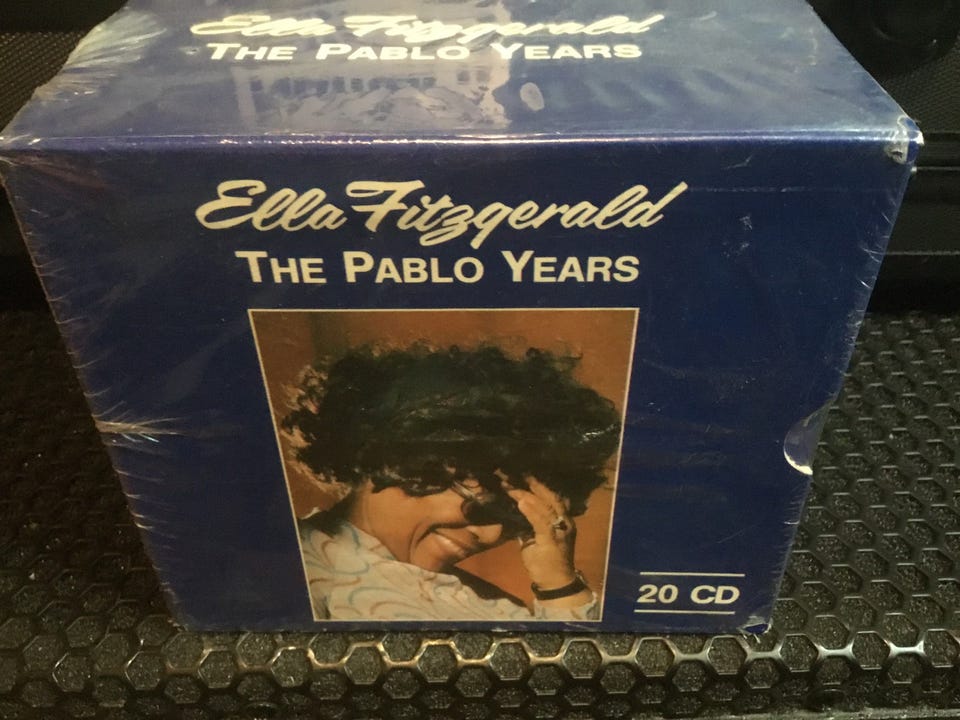 Ella Fitzgerald
THE PABLO YEARS
Ella Fitzgerald
THE PABLO YEARS
20 CD